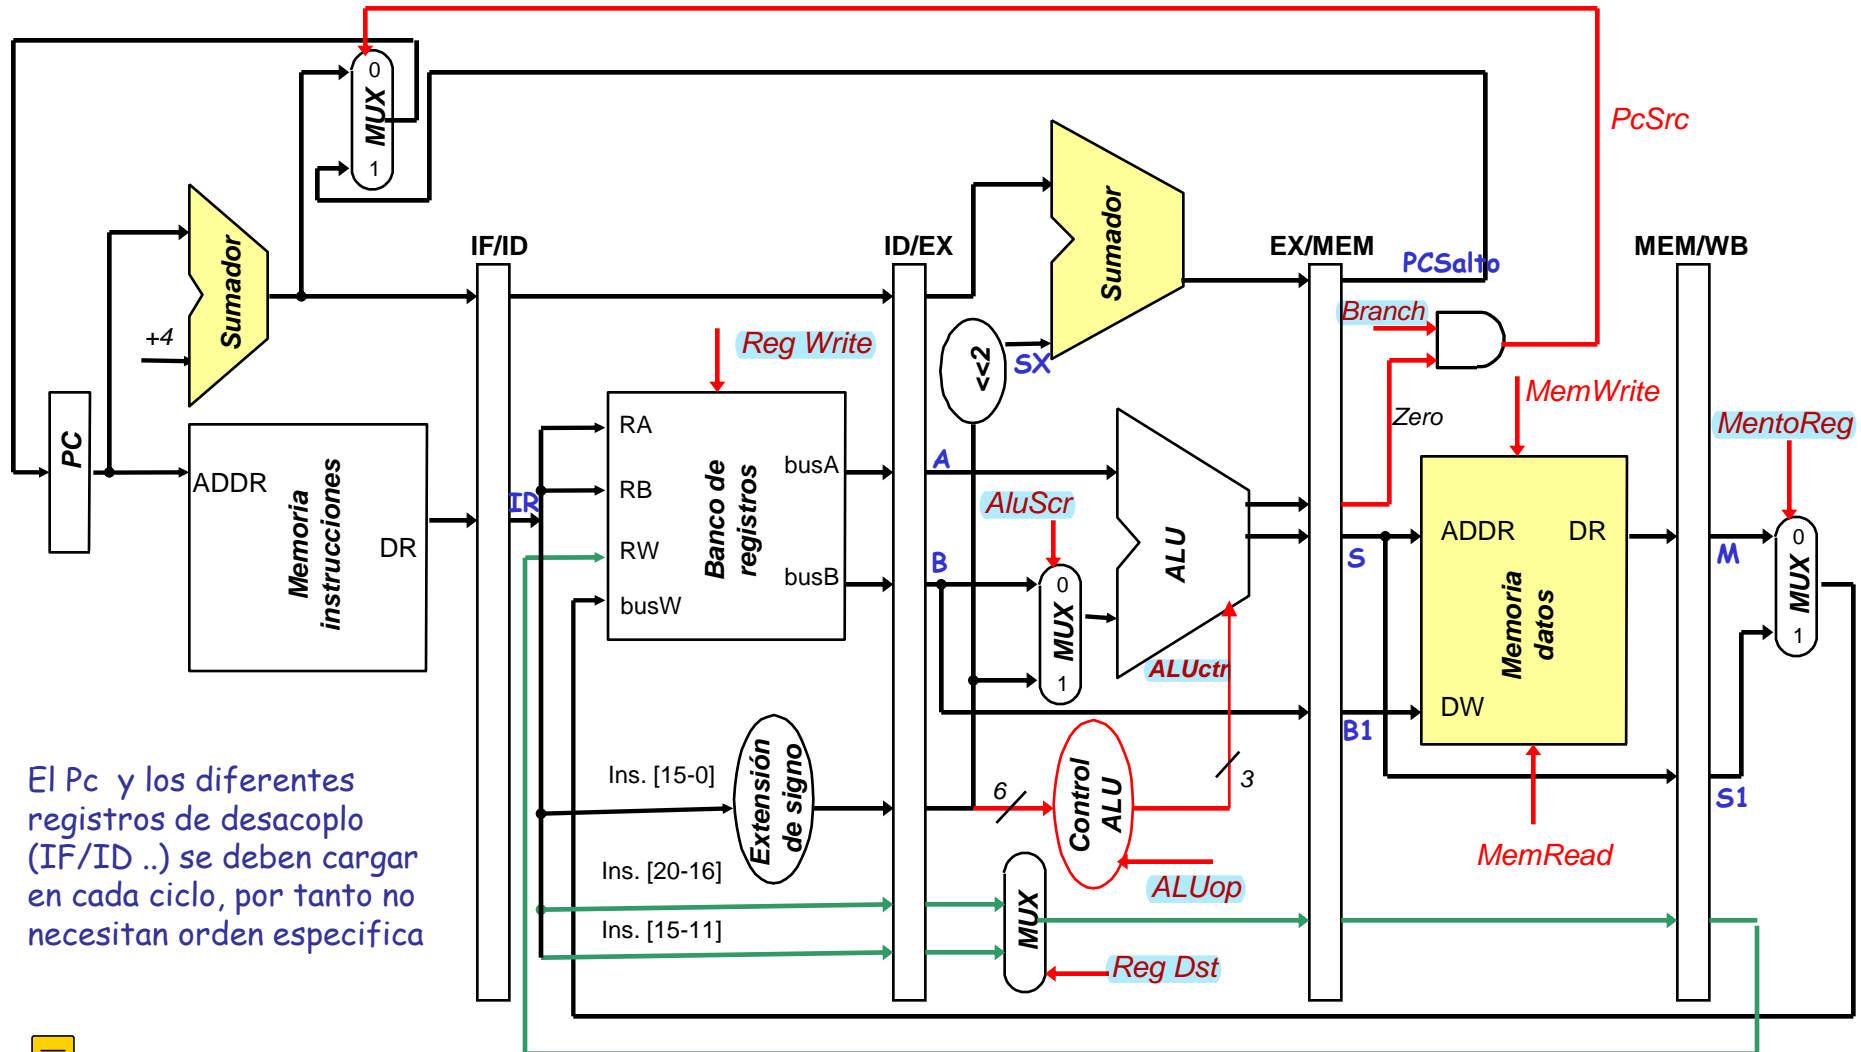 0
MUX
1
PcSrc
Sumador
+4
IF/ID
ID/EX
Sumador
EX/MEM
PCSalto
MEM/WB
Branch
Reg Write
<<2
SX
MemWrite
Zero
MentoReg
PC
ADDR
Memoria
instrucciones
DR
IR
RA
RB
RW
busW
Banco de
registros
busA
busB
A
B
AluScr
0
MUX
1
ALU
ALUctr
S
B1
ADDR
DR
DW
Memoria
datos
M
S1
0
MUX
1
El Pc y los diferentes
registros de desacoplo
(IF/ID ..) se deben cargar
en cada ciclo, por tanto no
necesitan orden especifica
Ins. [15-0]
Extensión
de signo
6
Control
ALU
3
MemRead
ALUop
Ins. [20-16]
Ins. [15-11]
MUX
Reg Dst